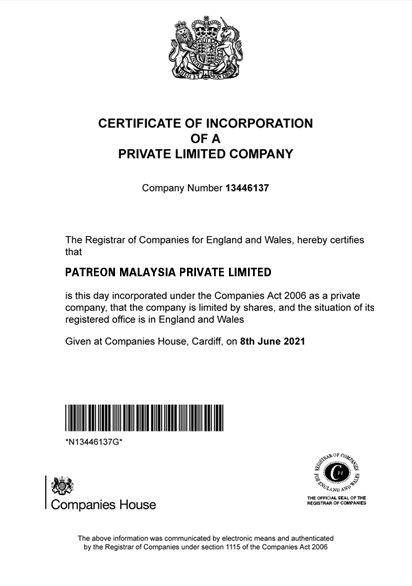 CERTIFICATE OF INCORPORATION
OF A
PRIVATE LIMITED COMPANY
Company Number 13446137
The Registrar of Companies for England and Wales, hereby certifies
that
PATREON MALAYSIA PRIVATE LIMITED
is this day incorporated under the Companies Act 2006 as a private
company, that the company is limited by shares, and the situation of its
registered office is in England and Wales
Given at Companies House, Cardiff, on 8th June 2021
*N13446137G*
Companies House
REGISTRAR OF COMPANIES
FOR ENGLAND AND WALES
THE OFFICIAL SEAL OF THE
REGISTRAR OF COMPANIES
The above information was communicated by electronic means and authenticated
by the Registrar of Companies under section 1115 of the Companies Act 2006